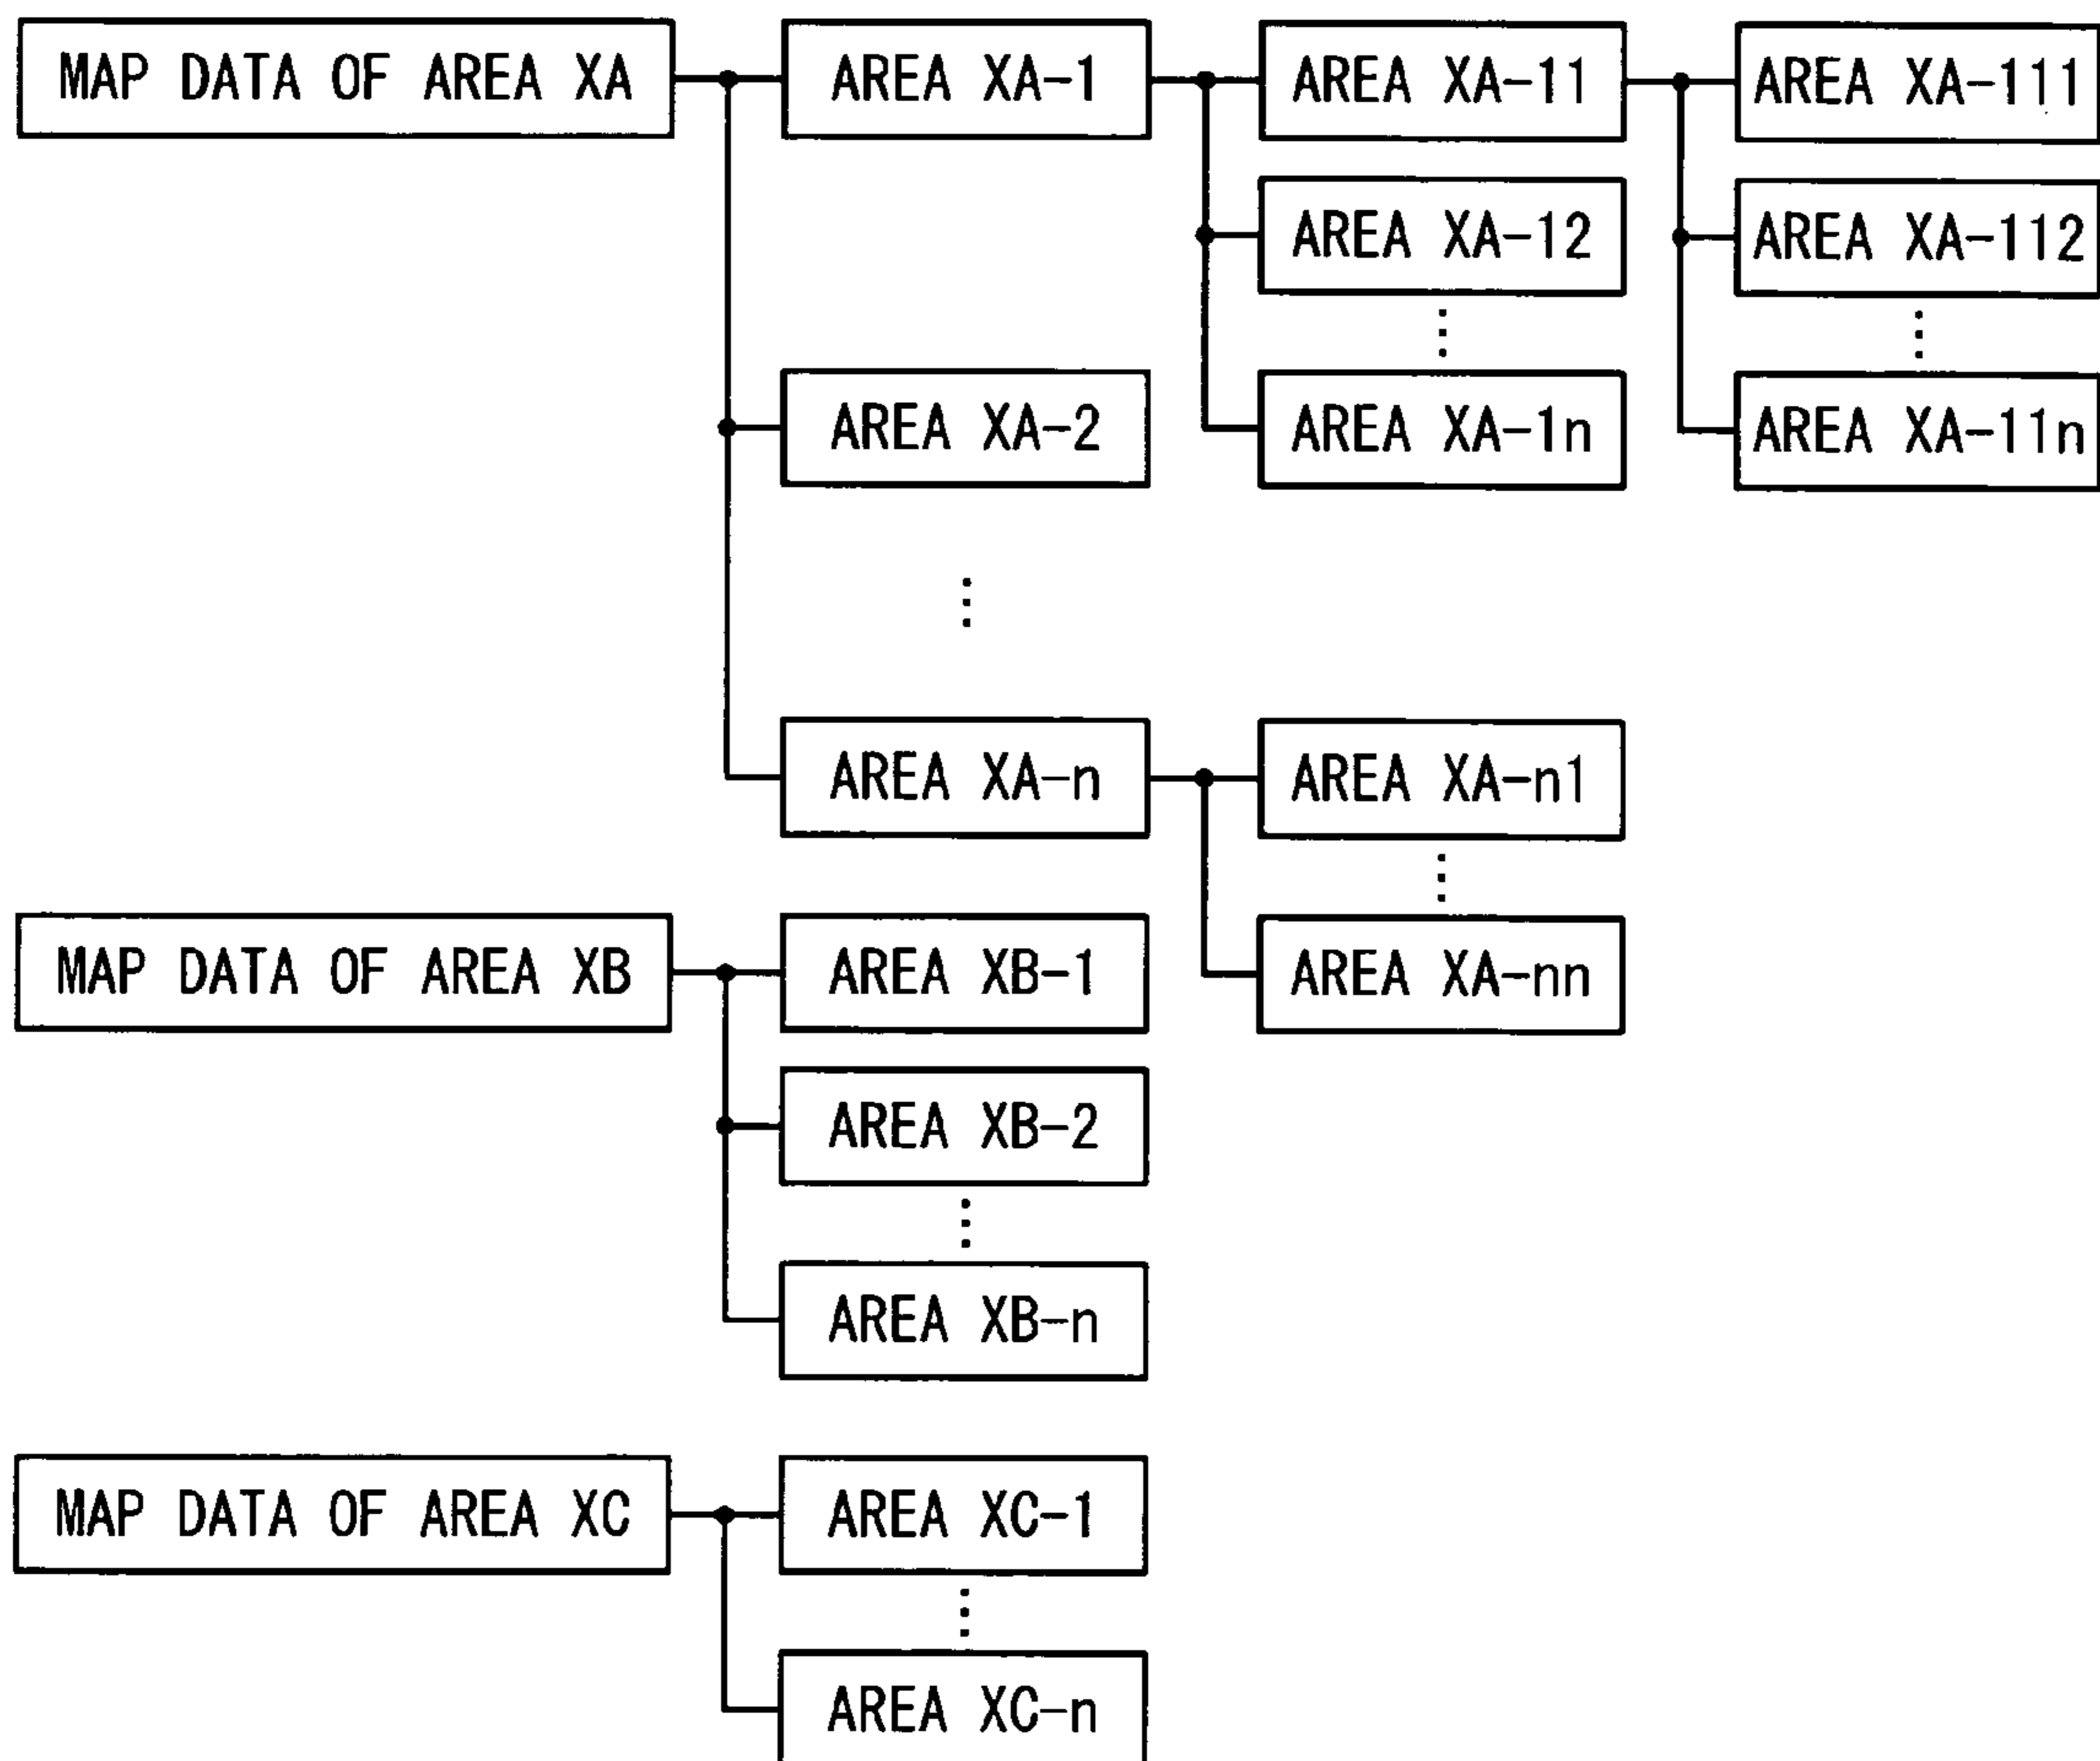 MAP DATA OF AREA XA
AREA XA-1
AREA XA-11
AREA XA-111
AREA XA-12
AREA XA-112
AREA XA-2
AREA XA-1n
AREA XA-11n
AREA XA-n
AREA XA-n1
MAP DATA OF AREA XB
AREA XB-1
AREA XA-nn
AREA XB-2
AREA XB-n
MAP DATA OF AREA XC
AREA XC-1
AREA XC-n